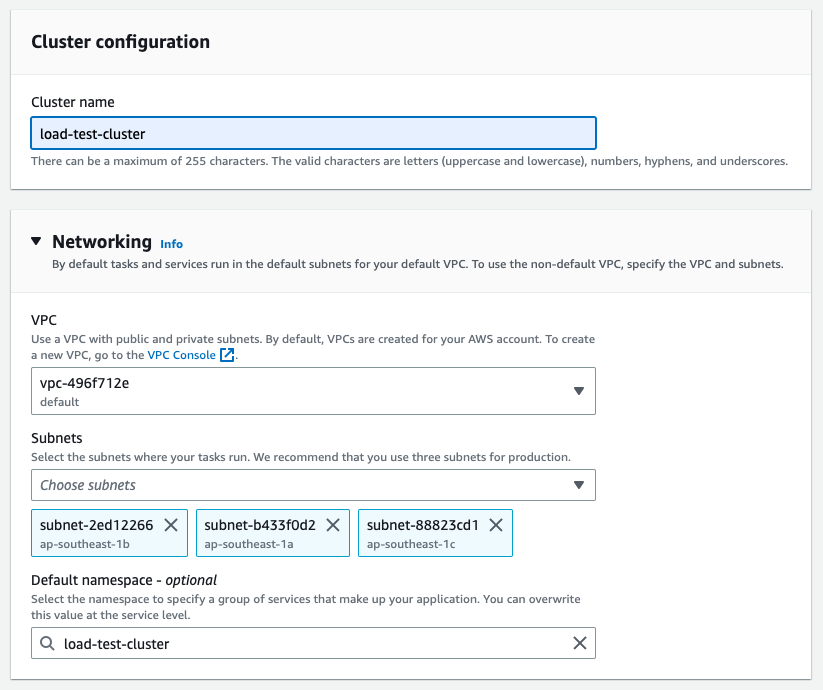 Cluster configuration
Cluster name
load-test-cluster
There can be a maximum of 255 characters. The valid characters are letters (uppercase and lowercase), numbers, hyphens, and underscores.
Networking Info
By default tasks and services run in the default subnets for your default VPC. To use the non-default VPC, specify the VPC and subnets.
VPC
Use a VPC with public and private subnets. By default, VPCs are created for your AWS account. To create
a new VPC, go to the VPC Console.
vpc-496f712e
default
Subnets
Select the subnets where your tasks run. We recommend that you use three subnets for production.
Choose subnets
subnet-2ed12266 subnet-b433f0d2 subnet-88823cd1
ap-southeast-1b ap-southeast-1a ap-southeast-1c
Default namespace - optional
Select the namespace to specify a group of services that make up your application. You can overwrite
this value at the service level.
load-test-cluster